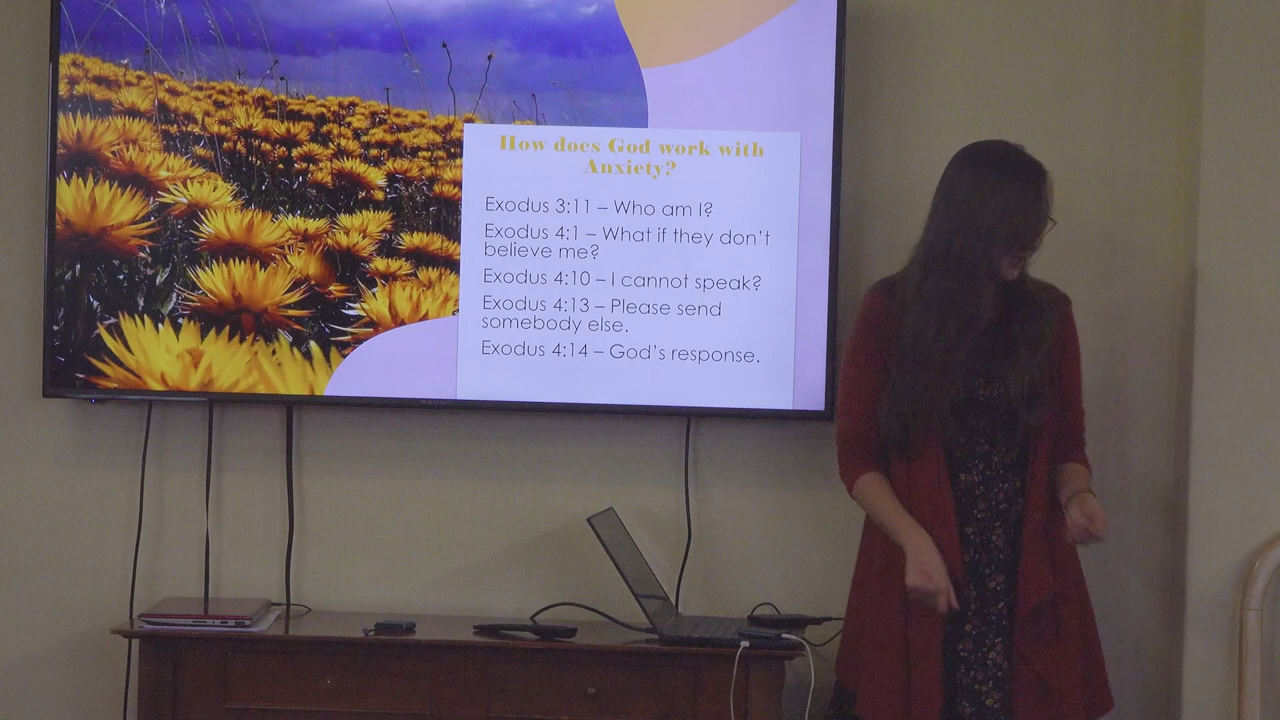 How does God work with
Anxiety?
Exodus 3:11 – Who am I?
Exodus 4:1 – What if they don't
believe me?
Exodus 4:10 – I cannot speak?
Exodus 4:13 – Please send
somebody else.
Exodus 4:14 – God's response.